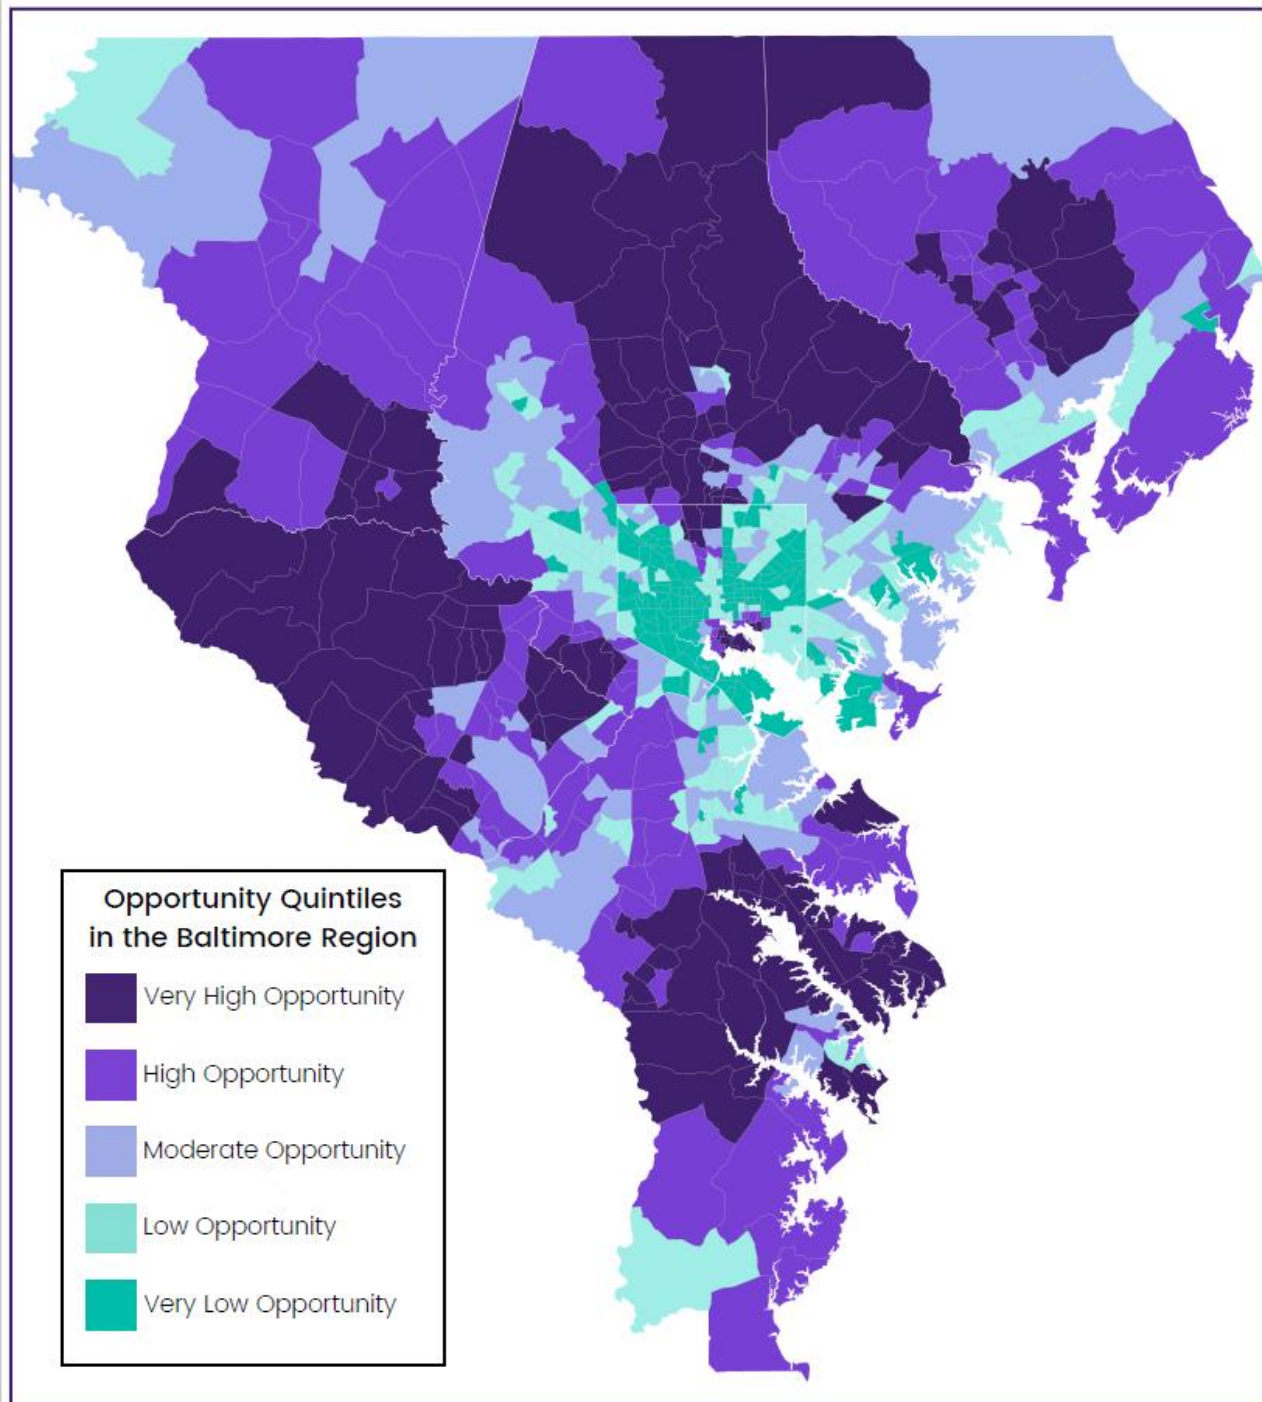 Opportunity Quintiles
in the Baltimore Region
Very High Opportunity
High Opportunity
Moderate Opportunity
Low Opportunity
Very Low Opportunity